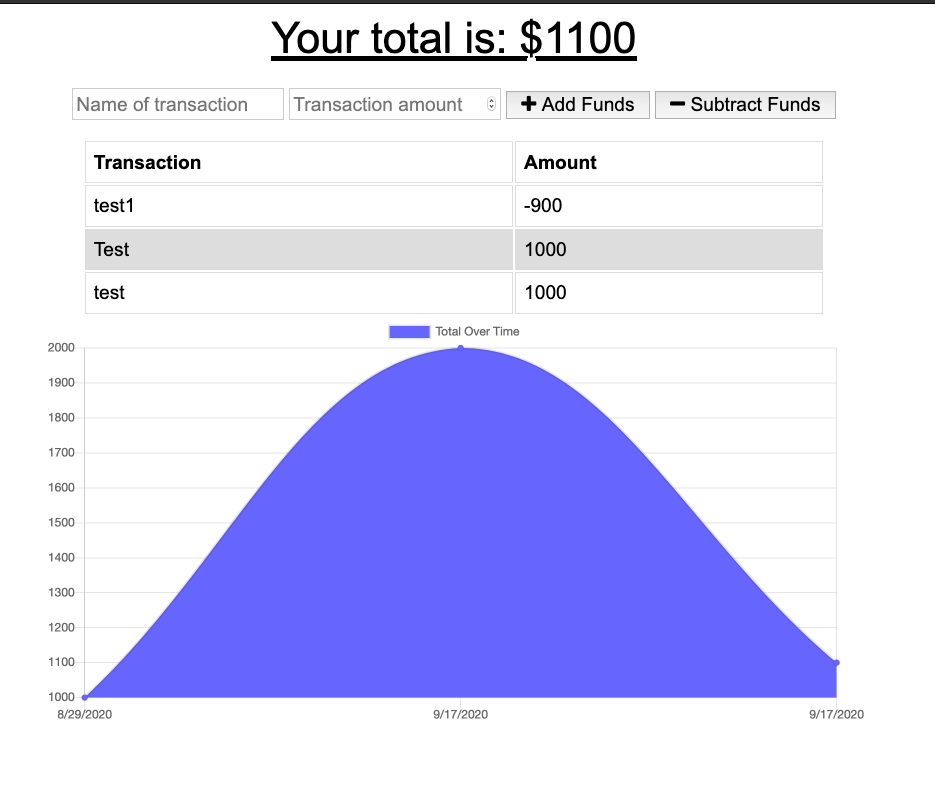 Your total is: $1100
Name of transaction Transaction amount + Add Funds − Subtract Funds
Transaction Amount
test1 -900
Test 1000
test 1000
Total Over Time
2000
1900
1800
1700
1600
1500
1400
1300
1200
1100
1000
8/29/2020 9/17/2020 9/17/2020